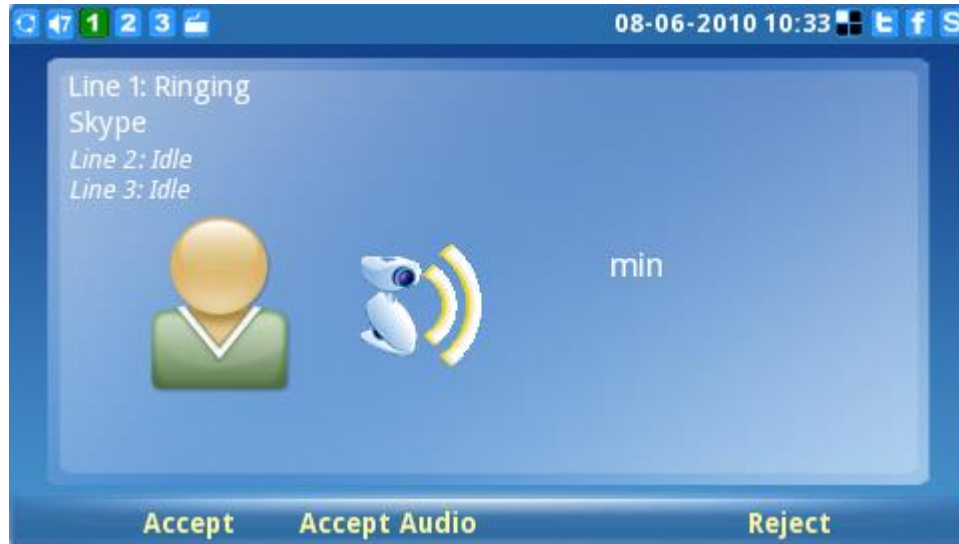 7 1 2 3 08-06-2010 10:33 t f S
Line 1: Ringing
Skype
Line 2: Idle
Line 3: Idle
min
Accept Accept Audio Reject